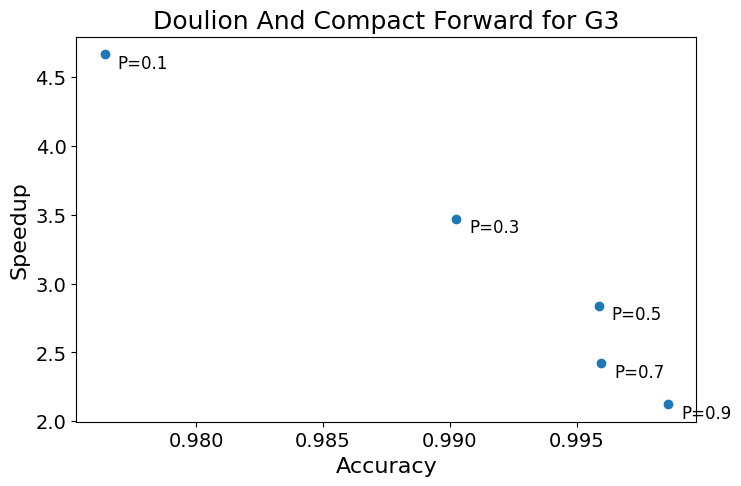 Doulion And Compact Forward for G3
Speedup
4.5
4.0
3.5
3.0
2.5
2.0
P=0.1
P=0.3
P=0.5
P=0.7
P=0.9
0.980 0.985 0.990 0.995
Accuracy